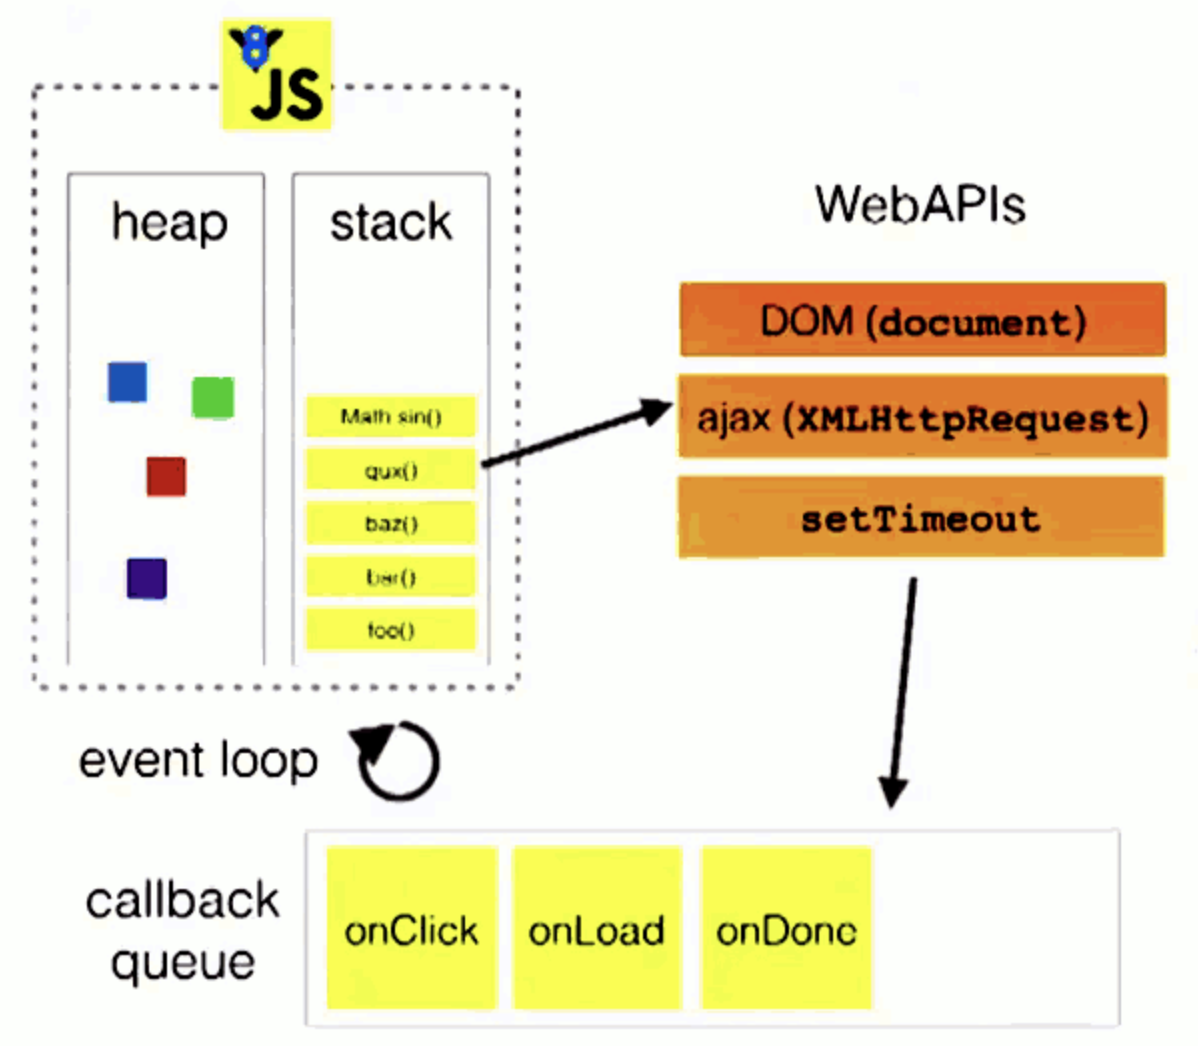 8
JS
heap
stack
Math sin()
qux()
baz()
bar()
foo()
WebAPIs
DOM (document)
ajax (XMLHttpRequest)
setTimeout
event loop
callback
queue
onClick
onLoad
onDone